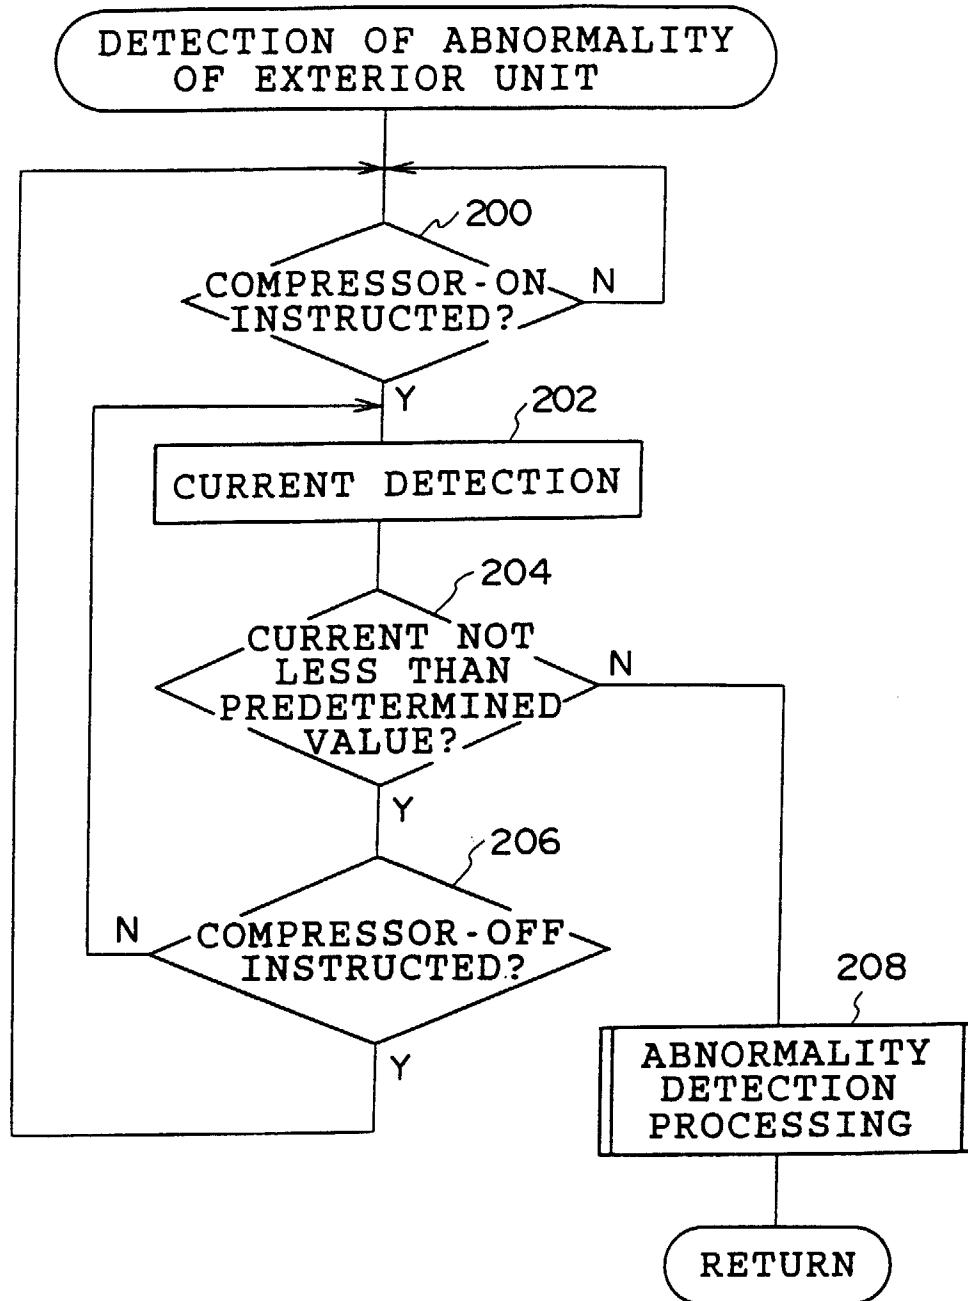 DETECTION OF ABNORMALITY
OF EXTERIOR UNIT
200
COMPRESSOR-ON
INSTRUCTED?
N
Y
202
CURRENT DETECTION
204
CURRENT NOT
LESS THAN
PREDETERMINED
VALUE?
N
Y
206
COMPRESSOR-OFF
INSTRUCTED?
N
Y
208
ABNORMALITY
DETECTION
PROCESSING
RETURN